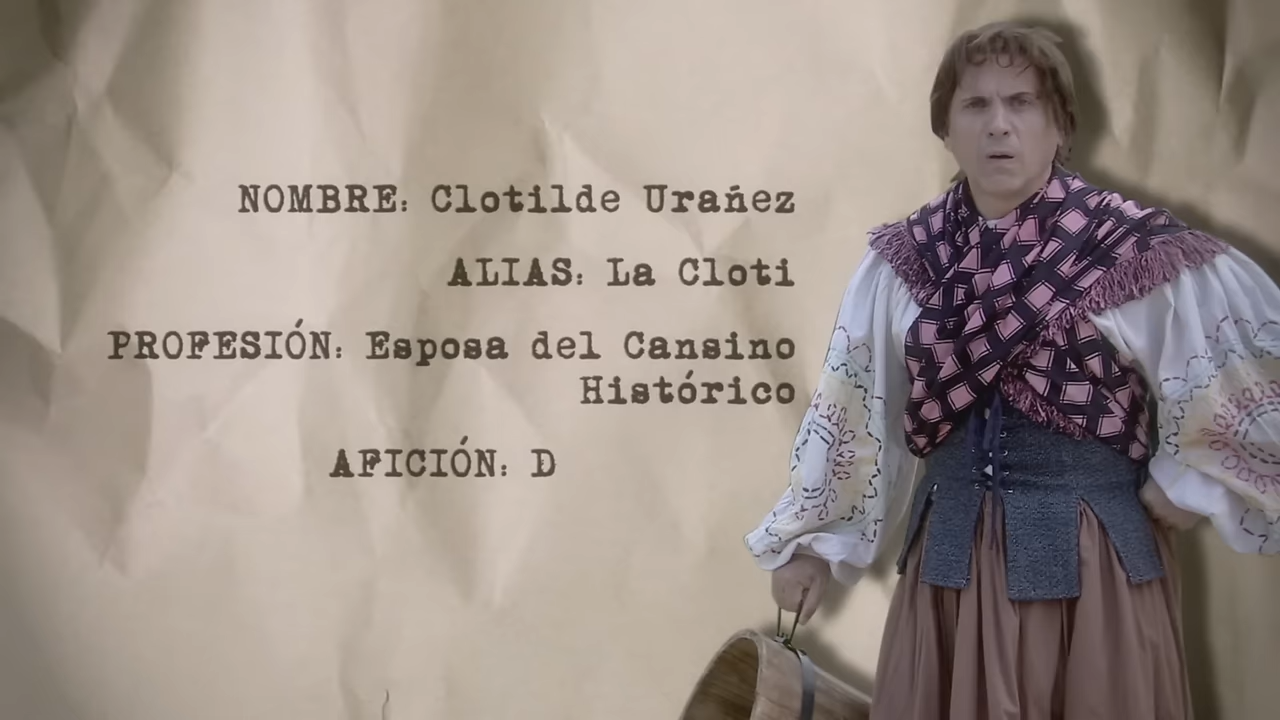 NOMBRE: Clotilde Urañez
ALIAS: La Cloti
PROFESIÓN: Esposa del Cansino
Histórico
AFICIÓN: D